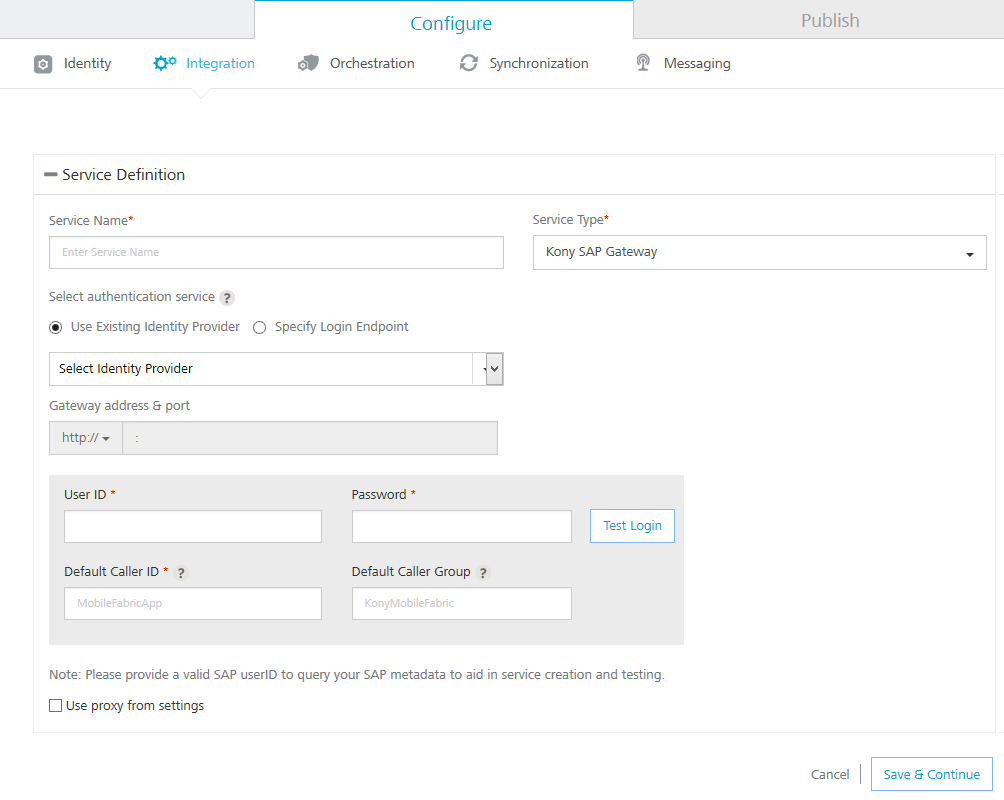 Configure
Publish
Identity
Integration
Orchestration
Synchronization
Messaging
Service Definition
Service Name*
Service Type*
Enter Service Name
Kony SAP Gateway
Select authentication service ?
Use Existing Identity Provider
Specify Login Endpoint
Select Identity Provider
Gateway address & port
http://
:
User ID *
Password *
Test Login
Default Caller ID * ?
Default Caller Group ?
MobileFabricApp
KonyMobileFabric
Note: Please provide a valid SAP userID to query your SAP metadata to aid in service creation and testing.
Use proxy from settings
Cancel
Save & Continue